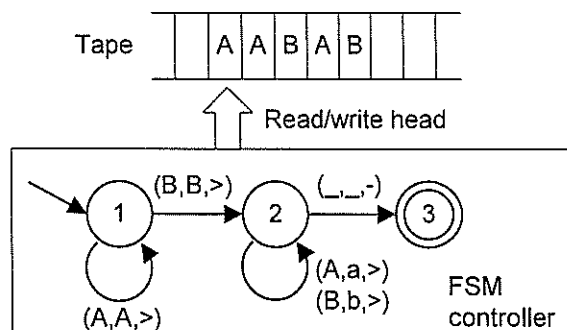 Tape A A B A B
Read/write head
(B,B,>) (_,_,-)
1 2 3
(A,a,>)
(B,b,>)
(A,A,>)
FSM
controller